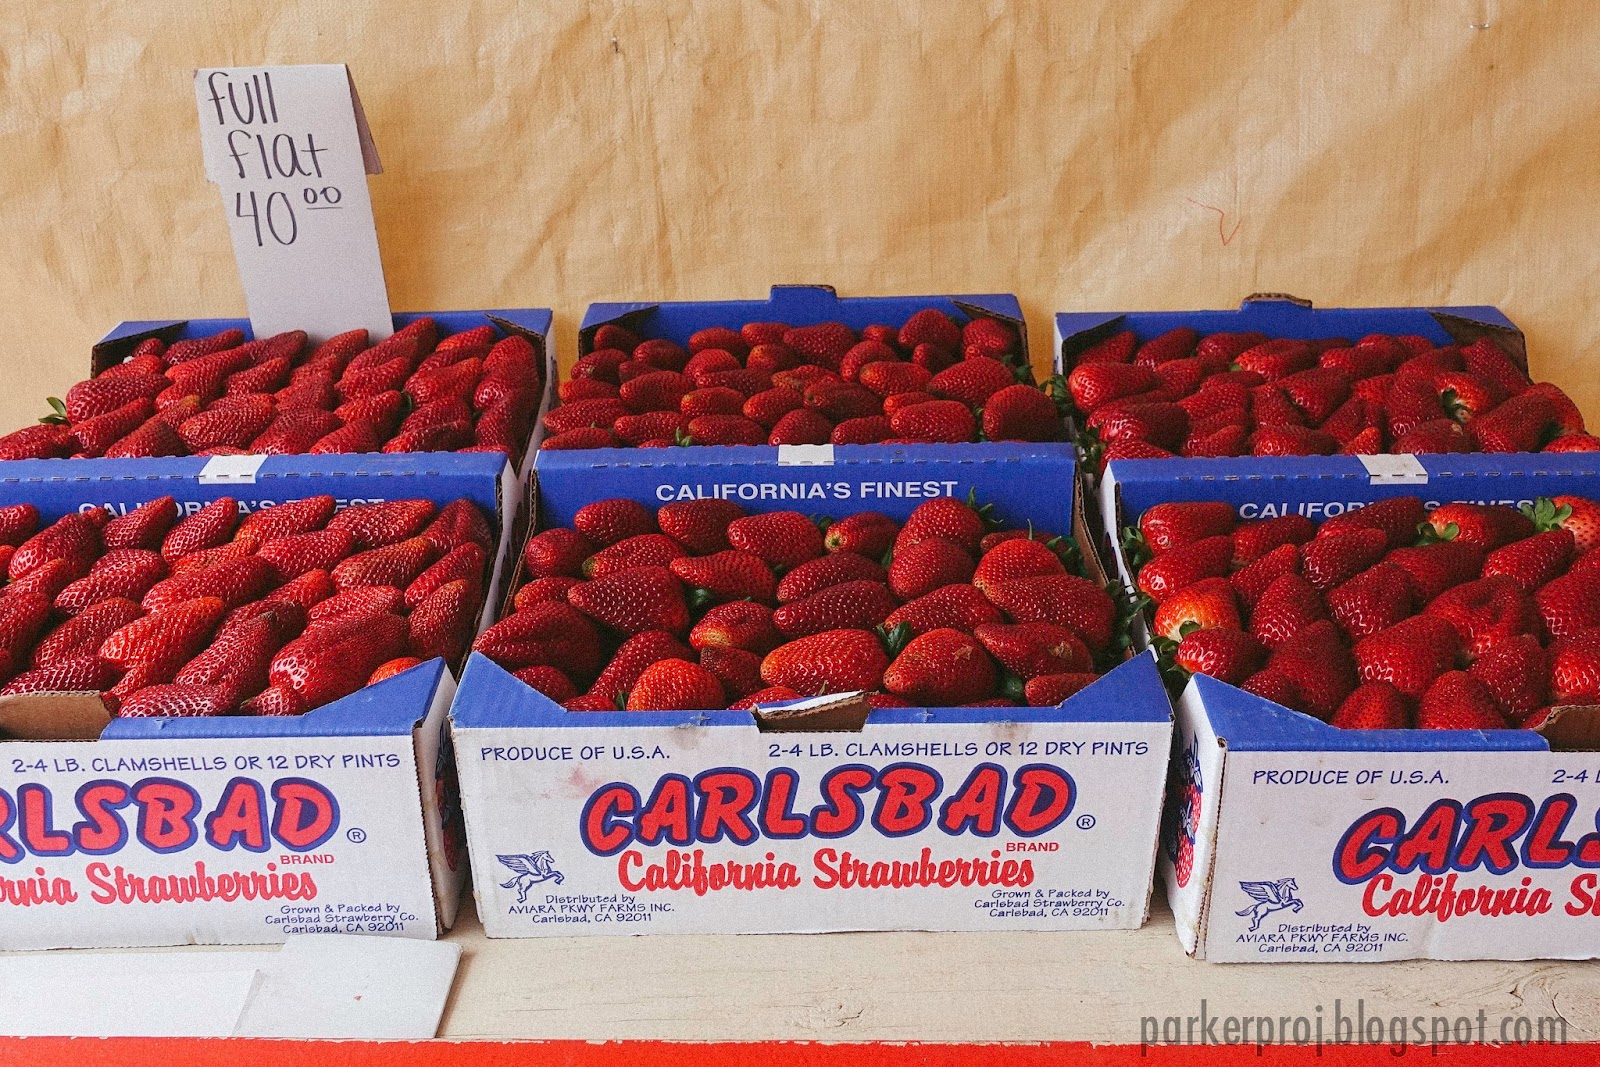 full
flat
40 00
CALIFORNIA'S FINEST
CALIFORNIA'S FINEST
CALIFORNIA'S FINEST
2-4 LB. CLAMSHELLS OR 12 DRY PINTS
RLSBAD ®
BRAND
rnia Strawberries
Grown & Packed by
Carlsbad Strawberry Co.
Carlsbad, CA 92011
PRODUCE OF U.S.A.
2-4 LB. CLAMSHELLS OR 12 DRY PINTS
CARLSBAD ®
BRAND
California Strawberries
Distributed by
AVIARA PKWY FARMS INC.
Carlsbad, CA 92011
Grown & Packed by
Carlsbad Strawberry Co.
Carlsbad, CA 92011
PRODUCE OF U.S.A.
2-4 L
CARLS
California St
Distributed by
AVIARA PKWY FARMS INC.
Carlsbad, CA 92011
parkerproj.blogspot.com